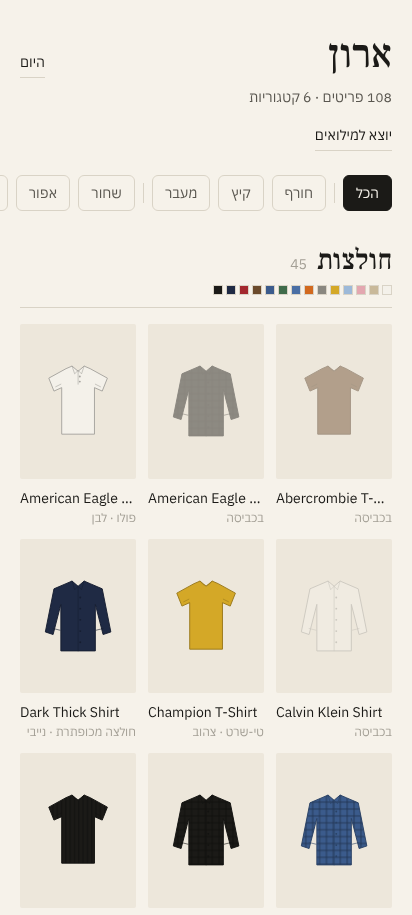 ארון
היום
108 פריטים · 6 קטגוריות
יוצא למילואים
הכל
חורף
קיץ
מעבר
שחור
אפור
חולצות 45
Abercrombie T-...
American Eagle ...
American Eagle ...
בכביסה
בכביסה
פולו · לבן
Calvin Klein Shirt
Champion T-Shirt
Dark Thick Shirt
בכביסה
טי-שרט · צהוב
חולצה מכופתרת · נייבי